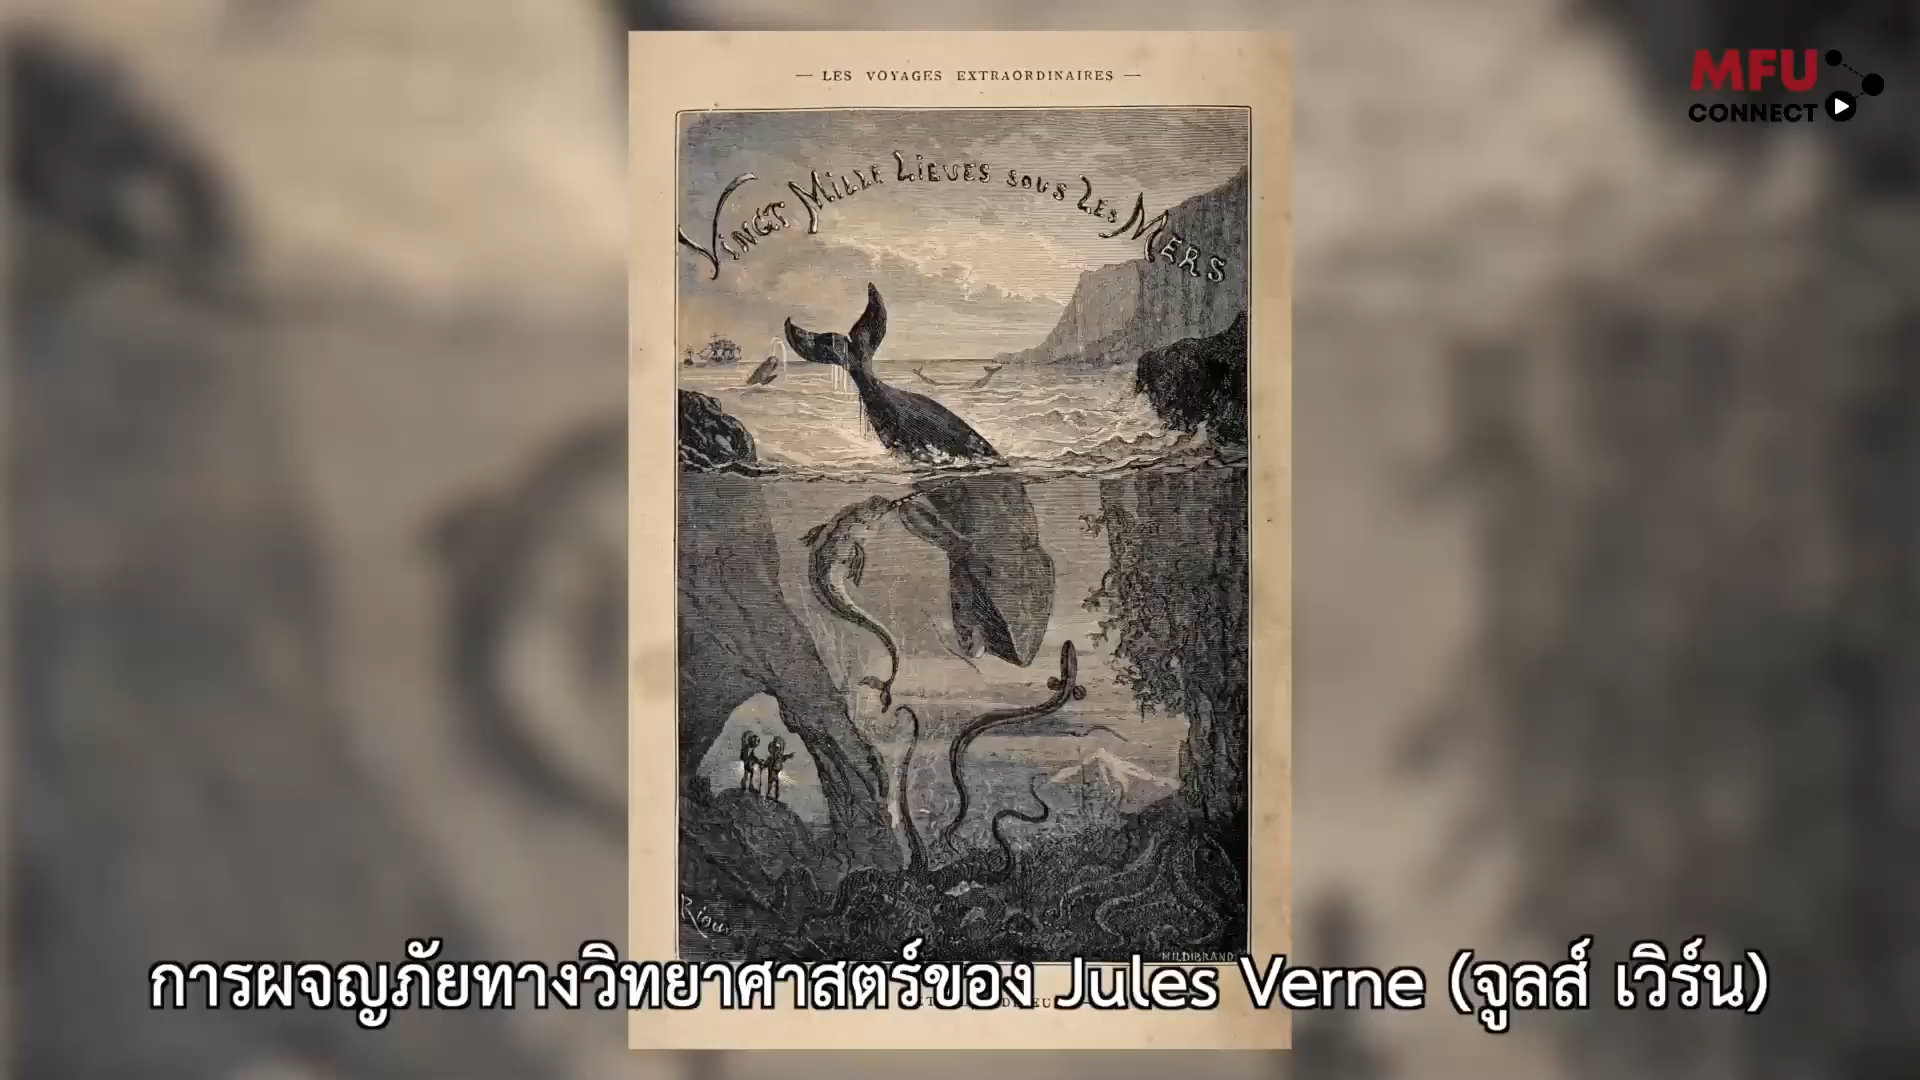 — LES VOYAGES EXTRAORDINAIRES —
MFU
CONNECT
VINGT MILLE LIEUES SOUS LES MERS
Riou
HILDIBRAND
การผจญภัยทางวิทยาศาสตร์ของ Jules Verne (จูลส์ เวิร์น)